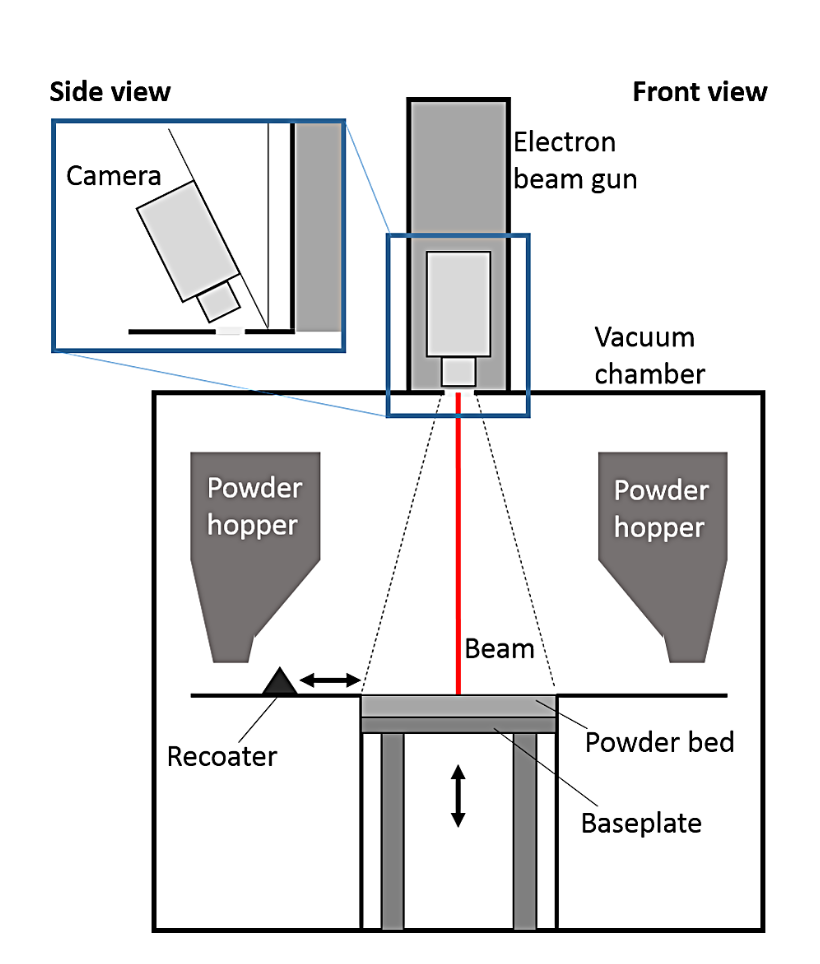 Side view
Front view
Camera
Electron
beam gun
Vacuum
chamber
Powder
hopper
Powder
hopper
Beam
Recoater
Powder bed
Baseplate